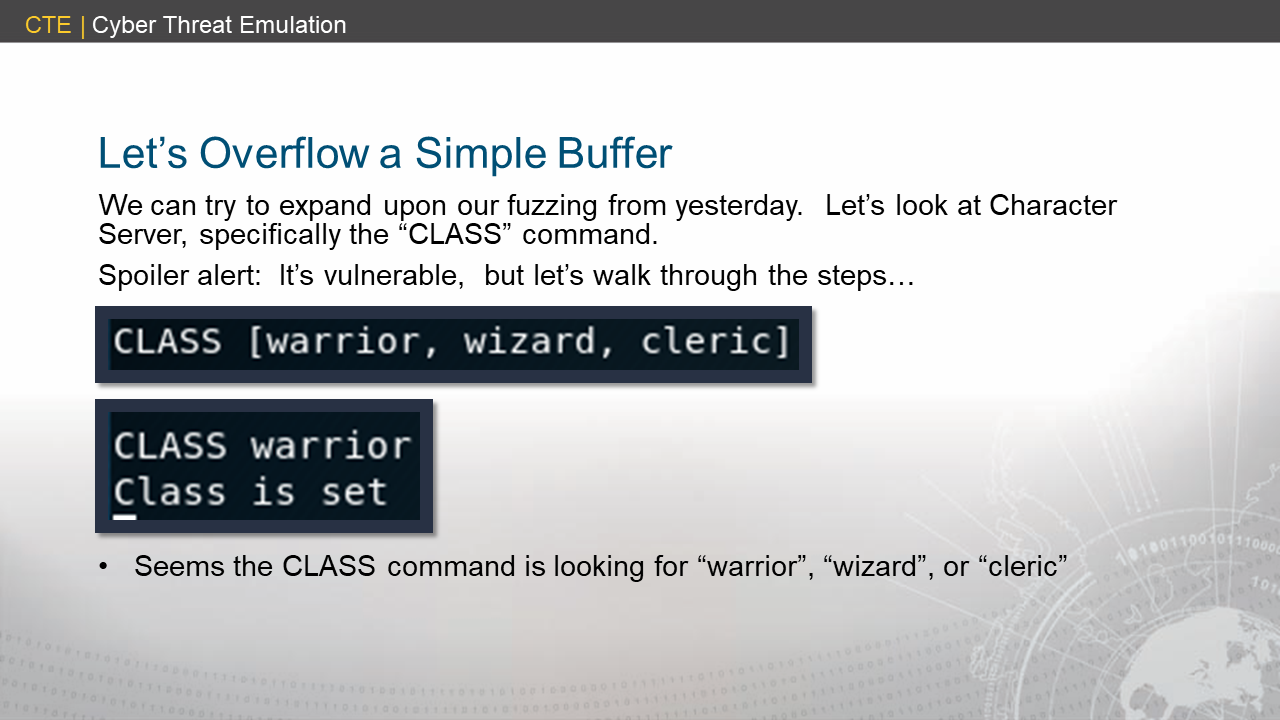 CTE | Cyber Threat Emulation
Let’s Overflow a Simple Buffer
We can try to expand upon our fuzzing from yesterday.  Let’s look at Character
Server, specifically the “CLASS” command.
Spoiler alert:  It’s vulnerable,  but let’s walk through the steps…
CLASS [warrior, wizard, cleric]
CLASS warrior
Class is set
• Seems the CLASS command is looking for “warrior”, “wizard”, or “cleric”